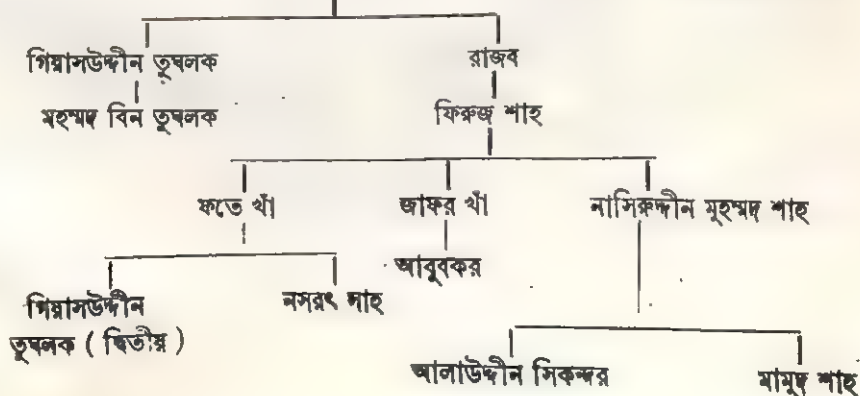 গিয়াসউদ্দীন তুঘলক
রাজব
মহম্মদ বিন তুঘলক
ফিরুজ শাহ
ফতে খাঁ
জাফর খাঁ
নাসিরুদ্দীন মুহম্মদ শাহ
আবুবকর
গিয়াসউদ্দীন
তুঘলক ( দ্বিতীয় )
নসরৎ সাহ
আলাউদ্দীন সিকন্দর
মামুদ শাহ